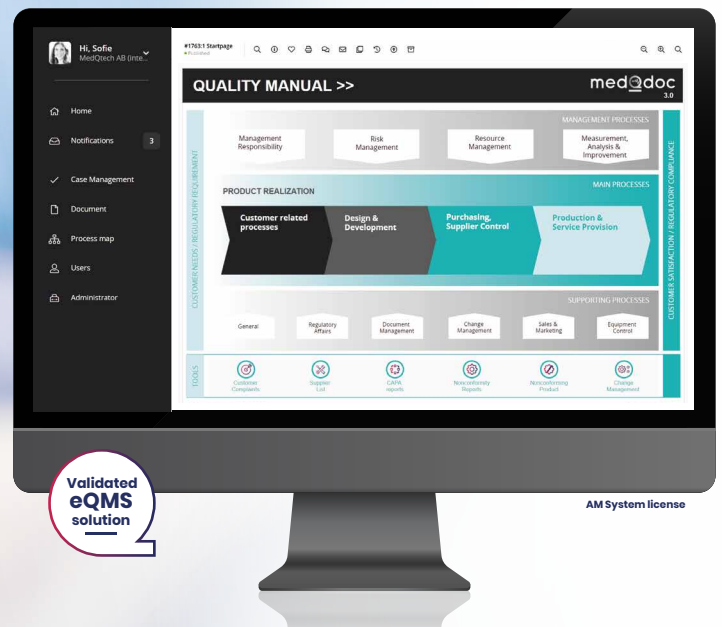 Hi, Sofie
MedQtech AB (Inte...
Home
Notifications 3
Case Management
Document
Process map
Users
Administrator
#1763:1 Startpage
Published
QUALITY MANUAL >>
medQdoc
3.0
CUSTOMER NEEDS / REGULATORY REQUIREMENT
MANAGEMENT PROCESSES
Management
Responsibility
Risk
Management
Resource
Management
Measurement,
Analysis &
Improvement
PRODUCT REALIZATION
MAIN PROCESSES
Customer related
processes
Design &
Development
Purchasing,
Supplier Control
Production &
Service Provision
SUPPORTING PROCESSES
General
Regulatory
Affairs
Document
Management
Change
Management
Sales &
Marketing
Equipment
Control
CUSTOMER SATISFACTION / REGULATORY COMPLIANCE
TOOLS
Customer
Complaints
Supplier
List
CAPA
reports
Nonconformity
Reports
Nonconforming
Product
Change
Management
Validated
eQMS
solution
AM System license